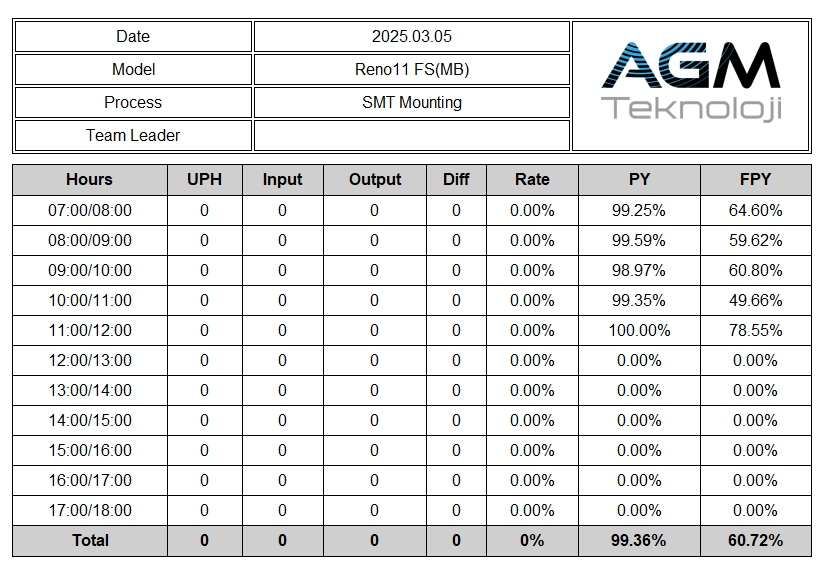 Date 2025.03.05
Model Reno11 FS(MB)
Process SMT Mounting
Team Leader
AGM
Teknoloji
Hours UPH Input Output Diff Rate PY FPY
07:00/08:00 0 0 0 0 0.00% 99.25% 64.60%
08:00/09:00 0 0 0 0 0.00% 99.59% 59.62%
09:00/10:00 0 0 0 0 0.00% 98.97% 60.80%
10:00/11:00 0 0 0 0 0.00% 99.35% 49.66%
11:00/12:00 0 0 0 0 0.00% 100.00% 78.55%
12:00/13:00 0 0 0 0 0.00% 0.00% 0.00%
13:00/14:00 0 0 0 0 0.00% 0.00% 0.00%
14:00/15:00 0 0 0 0 0.00% 0.00% 0.00%
15:00/16:00 0 0 0 0 0.00% 0.00% 0.00%
16:00/17:00 0 0 0 0 0.00% 0.00% 0.00%
17:00/18:00 0 0 0 0 0.00% 0.00% 0.00%
Total 0 0 0 0 0% 99.36% 60.72%